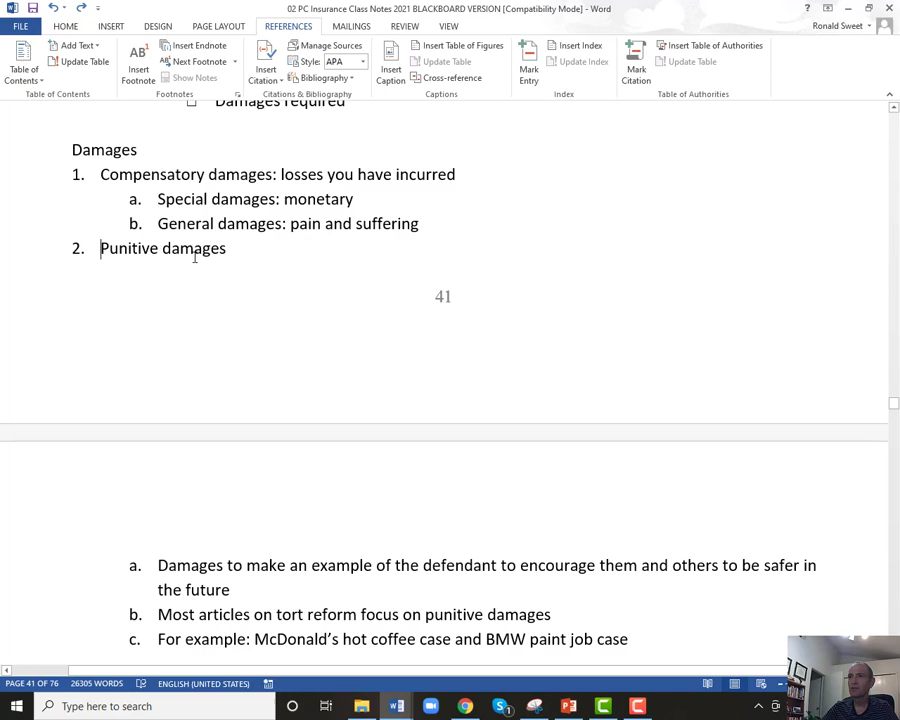 02 PC Insurance Class Notes 2021 BLACKBOARD VERSION [Compatibility Mode] - Word
?
FILE HOME INSERT DESIGN PAGE LAYOUT REFERENCES MAILINGS REVIEW VIEW Ronald Sweet
Table of Contents
Add Text
Update Table
Table of Contents
AB¹
Insert Footnote
Insert Endnote
Next Footnote
Show Notes
Footnotes
Insert Citation
Manage Sources
Style: APA
Bibliography
Citations & Bibliography
Insert Caption
Insert Table of Figures
Update Table
Cross-reference
Captions
Mark Entry
Insert Index
Update Index
Index
Mark Citation
Insert Table of Authorities
Update Table
Table of Authorities
Damages required
Damages
1. Compensatory damages: losses you have incurred
a. Special damages: monetary
b. General damages: pain and suffering
2. Punitive damages
41
a. Damages to make an example of the defendant to encourage them and others to be safer in
the future
b. Most articles on tort reform focus on punitive damages
c. For example: McDonald’s hot coffee case and BMW paint job case
PAGE 41 OF 76 26305 WORDS ENGLISH (UNITED STATES)
Type here to search